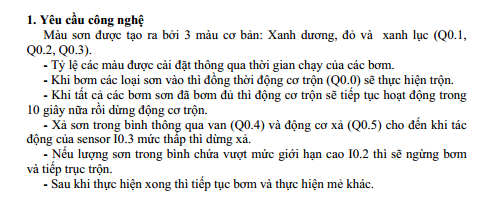 1. Yêu cầu công nghệ
Màu sơn được tạo ra bởi 3 màu cơ bản: Xanh dương, đỏ và xanh lục (Q0.1,
Q0.2, Q0.3).
- Tỷ lệ các màu được cài đặt thông qua thời gian chạy của các bơm.
- Khi bơm các loại sơn vào thì đồng thời động cơ trộn (Q0.0) sẽ thực hiện trộn.
- Khi tất cả các bơm sơn đã bơm đủ thì động cơ trộn sẽ tiếp tục hoạt động trong
10 giây nữa rồi dừng động cơ trộn.
- Xả sơn trong bình thông qua van (Q0.4) và động cơ xả (Q0.5) cho đến khi tác
động của sensor I0.3 mức thấp thì dừng xả.
- Nếu lượng sơn trong bình chứa vượt mức giới hạn cao I0.2 thì sẽ ngừng bơm
và tiếp trục trộn.
- Sau khi thực hiện xong thì tiếp tục bơm và thực hiện mẻ khác.